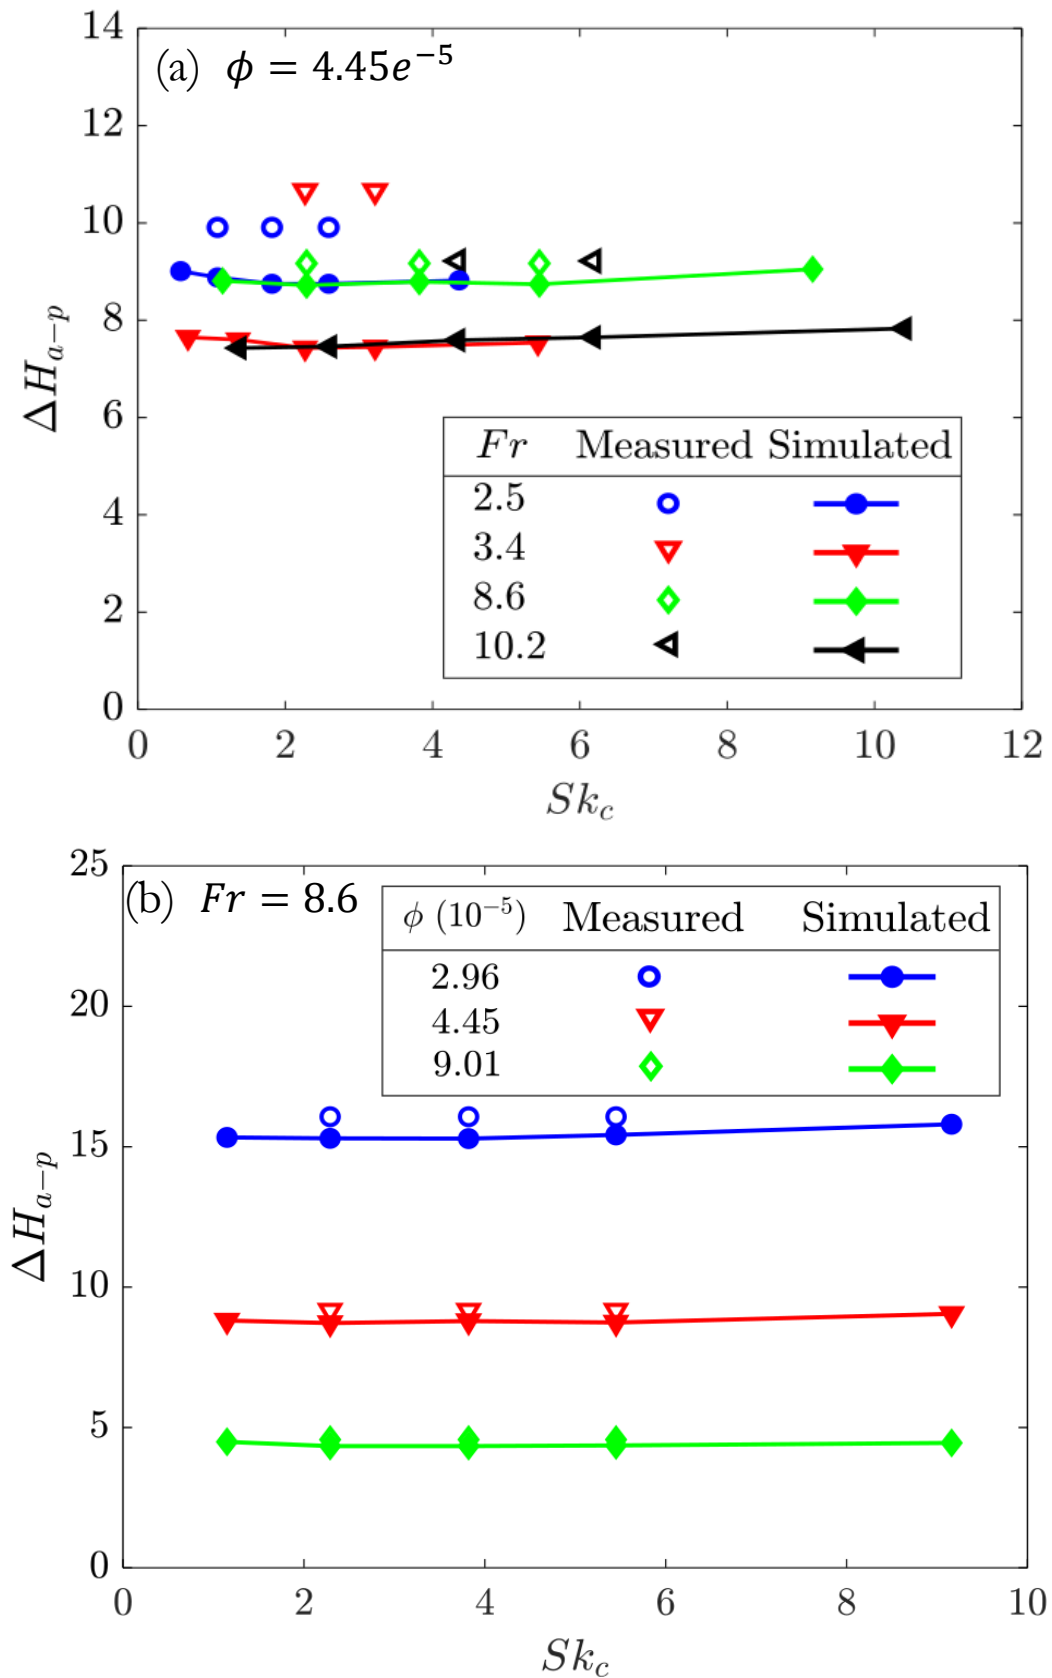 14
(a) ϕ = 4.45e⁻⁵
12
10
8
ΔH_{a−p}
6
Fr Measured Simulated
2.5
4
3.4
8.6
2
10.2
0
0 2 4 6 8 10 12
Sk_c
25
(b) Fr = 8.6
ϕ (10⁻⁵) Measured Simulated
2.96
20
4.45
9.01
15
ΔH_{a−p}
10
5
0
0 2 4 6 8 10
Sk_c